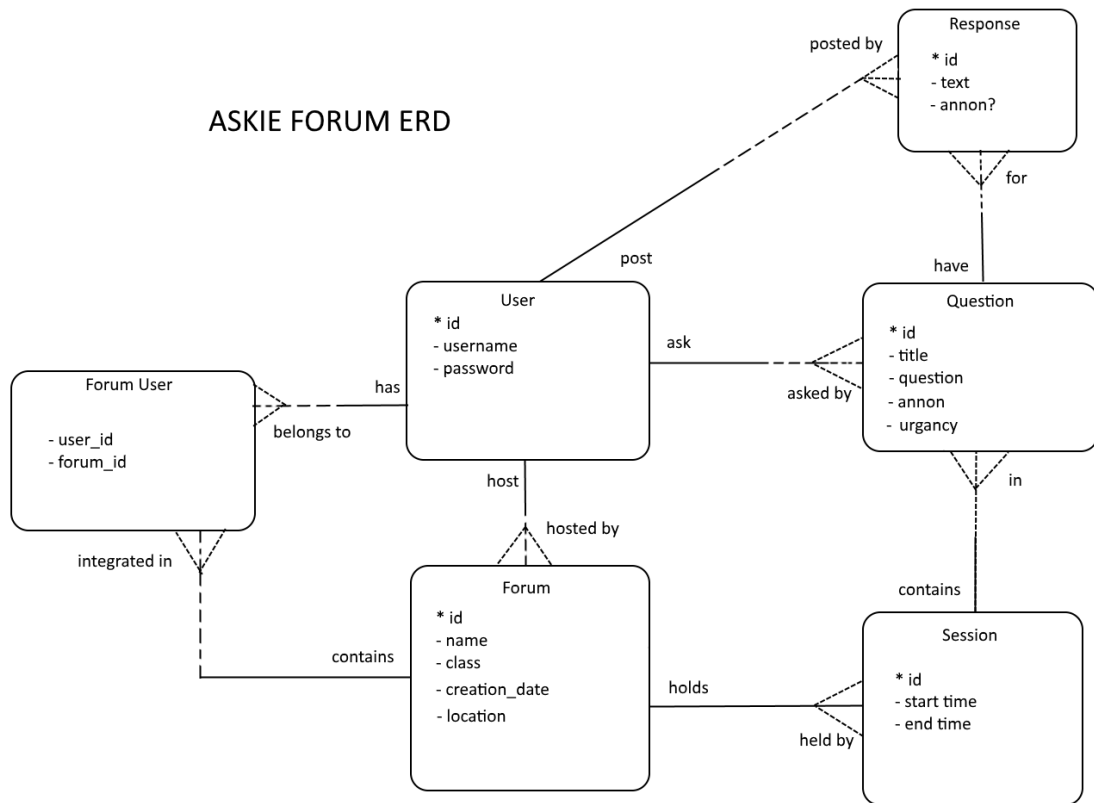 ASKIE FORUM ERD
Response
* id
- text
- annon?
posted by
for
post
have
User
* id
- username
- password
ask
asked by
Question
* id
- title
- question
- annon
- urgancy
Forum User
- user_id
- forum_id
has
belongs to
host
hosted by
in
integrated in
contains
Forum
* id
- name
- class
- creation_date
- location
holds
held by
contains
Session
* id
- start time
- end time